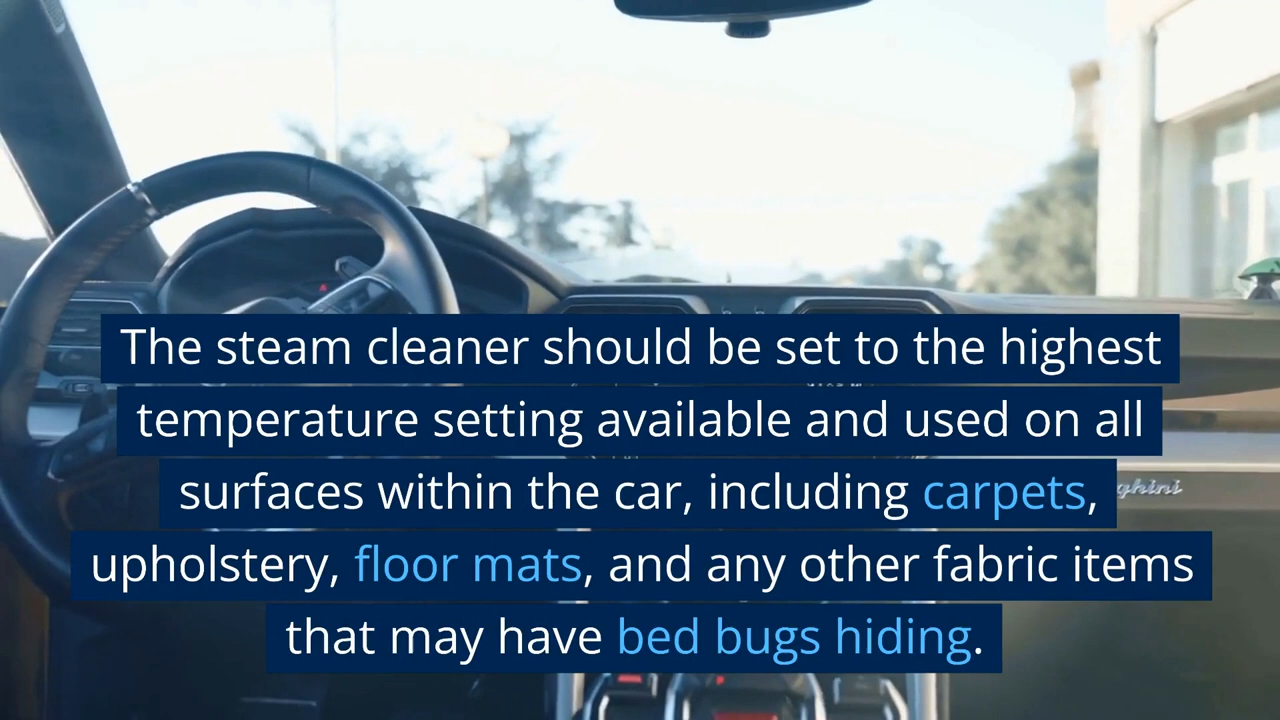 The steam cleaner should be set to the highest
temperature setting available and used on all
surfaces within the car, including carpets,
upholstery, floor mats, and any other fabric items
that may have bed bugs hiding.
ghini